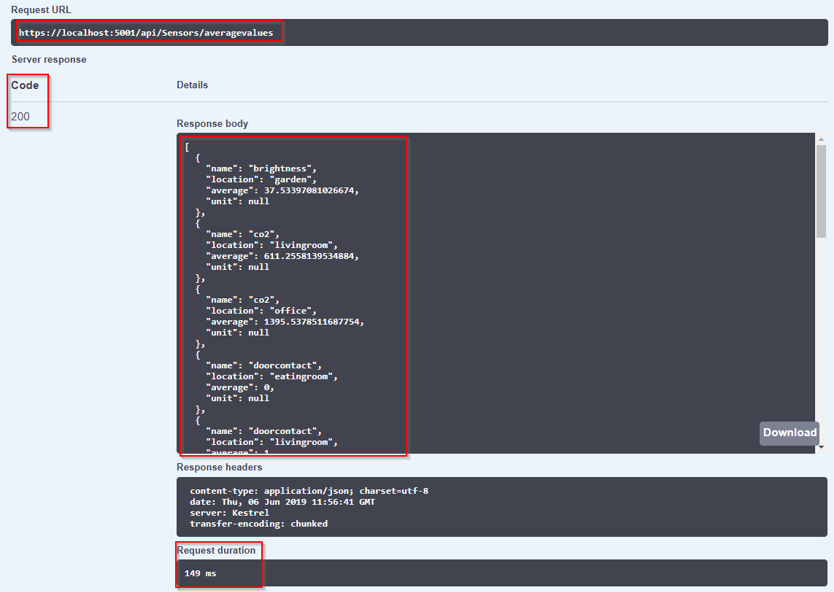 Request URL
https://localhost:5001/api/Sensors/averagevalues
Server response
Code Details
200
Response body
[
{
"name": "brightness",
"location": "garden",
"average": 37.53397081026674,
"unit": null
},
{
"name": "co2",
"location": "livingroom",
"average": 611.2558139534884,
"unit": null
},
{
"name": "co2",
"location": "office",
"average": 1395.5378511687754,
"unit": null
},
{
"name": "doorcontact",
"location": "eatingroom",
"average": 0,
"unit": null
},
{
"name": "doorcontact",
"location": "livingroom",
"average": 1
Download
Response headers
content-type: application/json; charset=utf-8
date: Thu, 06 Jun 2019 11:56:41 GMT
server: Kestrel
transfer-encoding: chunked
Request duration
149 ms